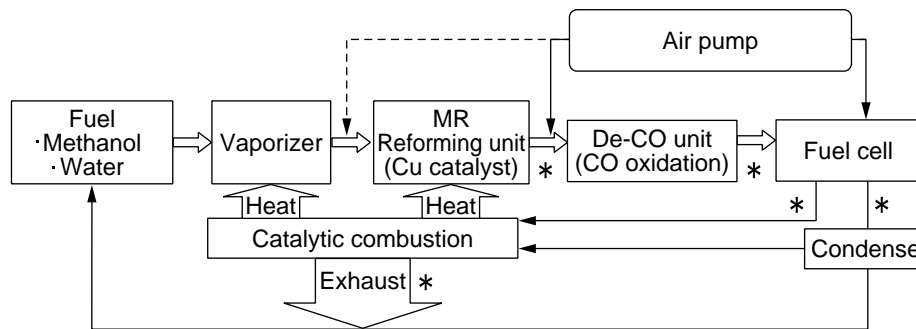 Air pump
Fuel
·Methanol
·Water
Vaporizer
MR
Reforming unit
(Cu catalyst)
*
De-CO unit
(CO oxidation)
*
Fuel cell
Heat
Heat
*
*
Catalytic combustion
Condense
Exhaust
*